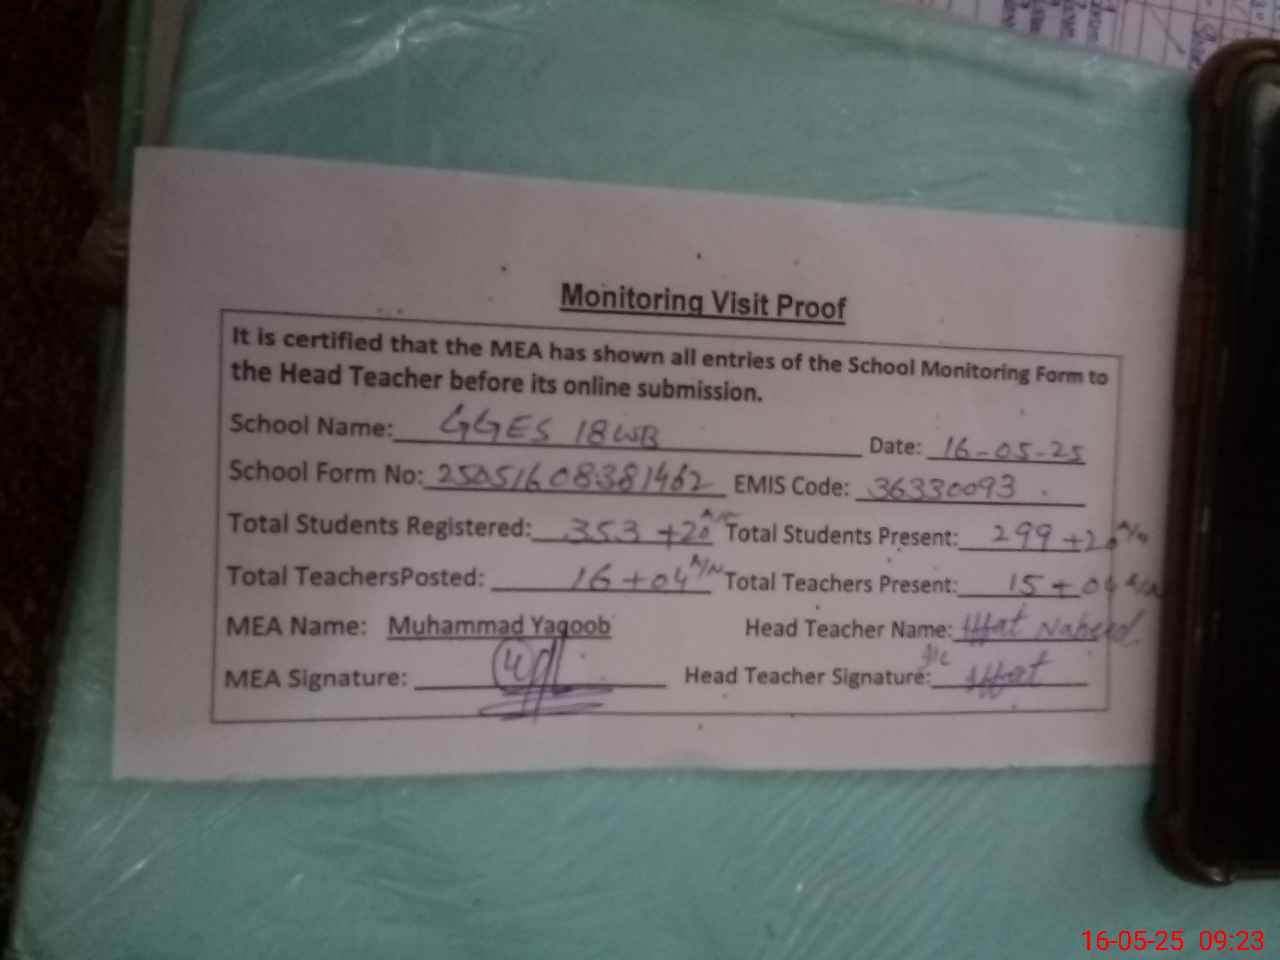 Monitoring Visit Proof
It is certified that the MEA has shown all entries of the School Monitoring Form to
the Head Teacher before its online submission.
School Name: GGES 18WB Date: 16-05-25
School Form No: 25051608381462 EMIS Code: 36330093
Total Students Registered: 353 +20 Total Students Present: 299 +20
Total TeachersPosted: 16 +04 A/N Total Teachers Present: 15 +04
MEA Name: Muhammad Yaqoob Head Teacher Name: Iffat Naheed
MEA Signature: Head Teacher Signature: Iffat
16-05-25 09:23